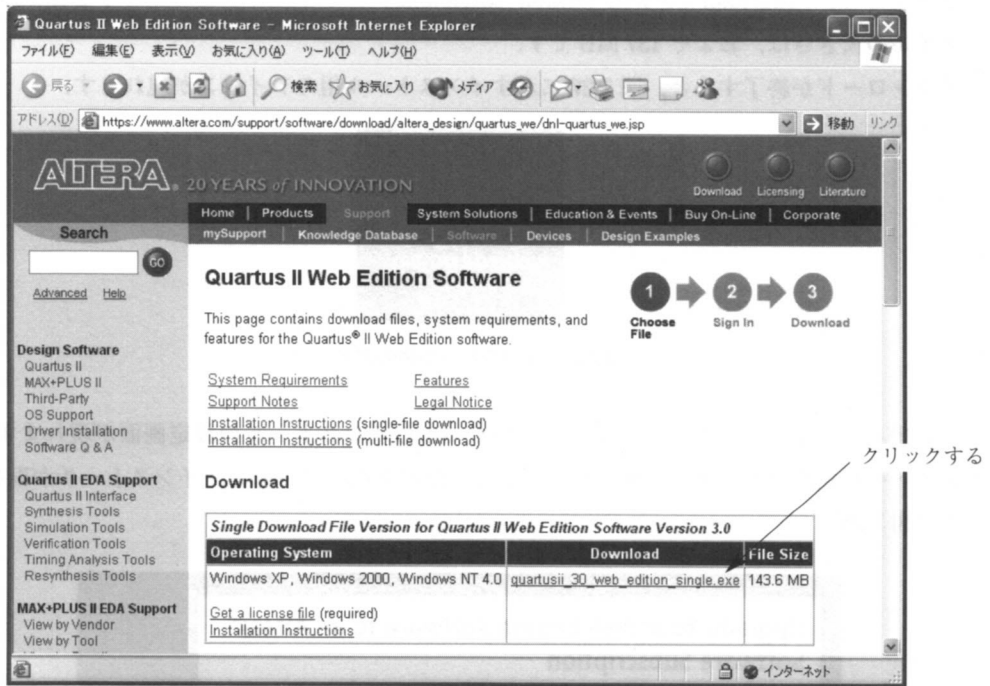 Quartus II Web Edition Software - Microsoft Internet Explorer
ファイル(F) 編集(E) 表示(V) お気に入り(A) ツール(T) ヘルプ(H)
戻る 検索 お気に入り メディア
アドレス(D) https://www.altera.com/support/software/download/altera_design/quartus_we/dnl-quartus_we.jsp 移動 リンク
ALTERA. 20 YEARS of INNOVATION
Download Licensing Literature
Home | Products Support System Solutions | Education & Events | Buy On-Line | Corporate
mySupport | Knowledge Database | Software | Devices | Design Examples
Search
GO
Advanced Help
Design Software
Quartus II
MAX+PLUS II
Third-Party
OS Support
Driver Installation
Software Q & A
Quartus II EDA Support
Quartus II Interface
Synthesis Tools
Simulation Tools
Verification Tools
Timing Analysis Tools
Resynthesis Tools
MAX+PLUS II EDA Support
View by Vendor
View by Tool
Quartus II Web Edition Software
1 2 3
Choose File Sign In Download
This page contains download files, system requirements, and
features for the Quartus® II Web Edition software.
System Requirements Features
Support Notes Legal Notice
Installation Instructions (single-file download)
Installation Instructions (multi-file download)
Download
Single Download File Version for Quartus II Web Edition Software Version 3.0
Operating System Download File Size
Windows XP, Windows 2000, Windows NT 4.0 quartusii_30_web_edition_single.exe 143.6 MB
Get a license file (required)
Installation Instructions
クリックする
インターネット